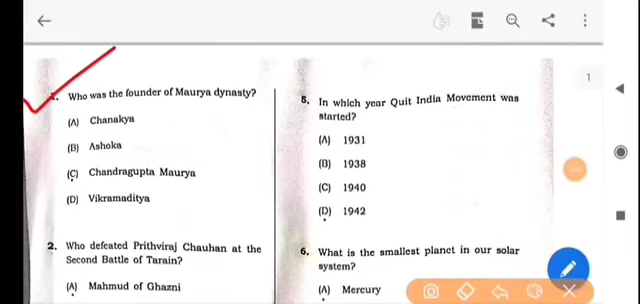 1
1. Who was the founder of Maurya dynasty?
(A) Chanakya
(B) Ashoka
(C) Chandragupta Maurya
(D) Vikramaditya
2. Who defeated Prithviraj Chauhan at the
Second Battle of Tarain?
(A) Mahmud of Ghazni
5. In which year Quit India Movement was
started?
(A) 1931
(B) 1938
(C) 1940
(D) 1942
6. What is the smallest planet in our solar
system?
(A) Mercury